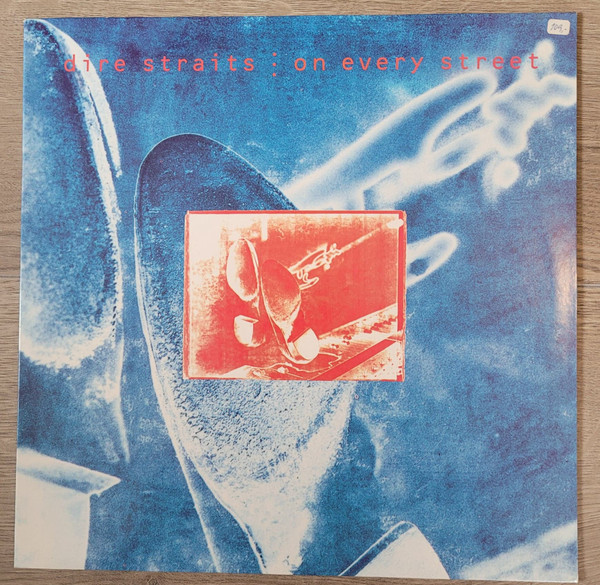 dire straits : on every street